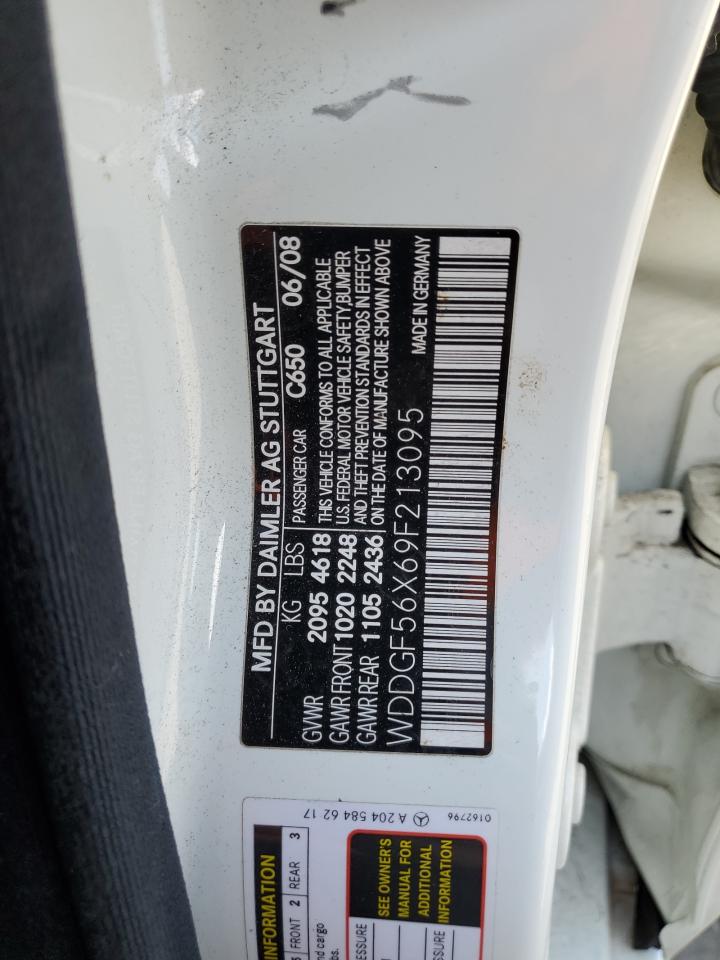 MFD BY DAIMLER AG STUTTGART
KG LBS PASSENGER CAR C650 06/08
GVWR 2095 4618 THIS VEHICLE CONFORMS TO ALL APPLICABLE
GAWR FRONT 1020 2248 U.S. FEDERAL MOTOR VEHICLE SAFETY, BUMPER
GAWR REAR 1105 2436 AND THEFT PREVENTION STANDARDS IN EFFECT
ON THE DATE OF MANUFACTURE SHOWN ABOVE
WDDGF56X69F213095
MADE IN GERMANY
INFORMATION
FRONT 2 REAR 3
nd cargo
bs.
SEE OWNER'S
MANUAL FOR
ADDITIONAL
INFORMATION
A 204 584 62 17
0162796